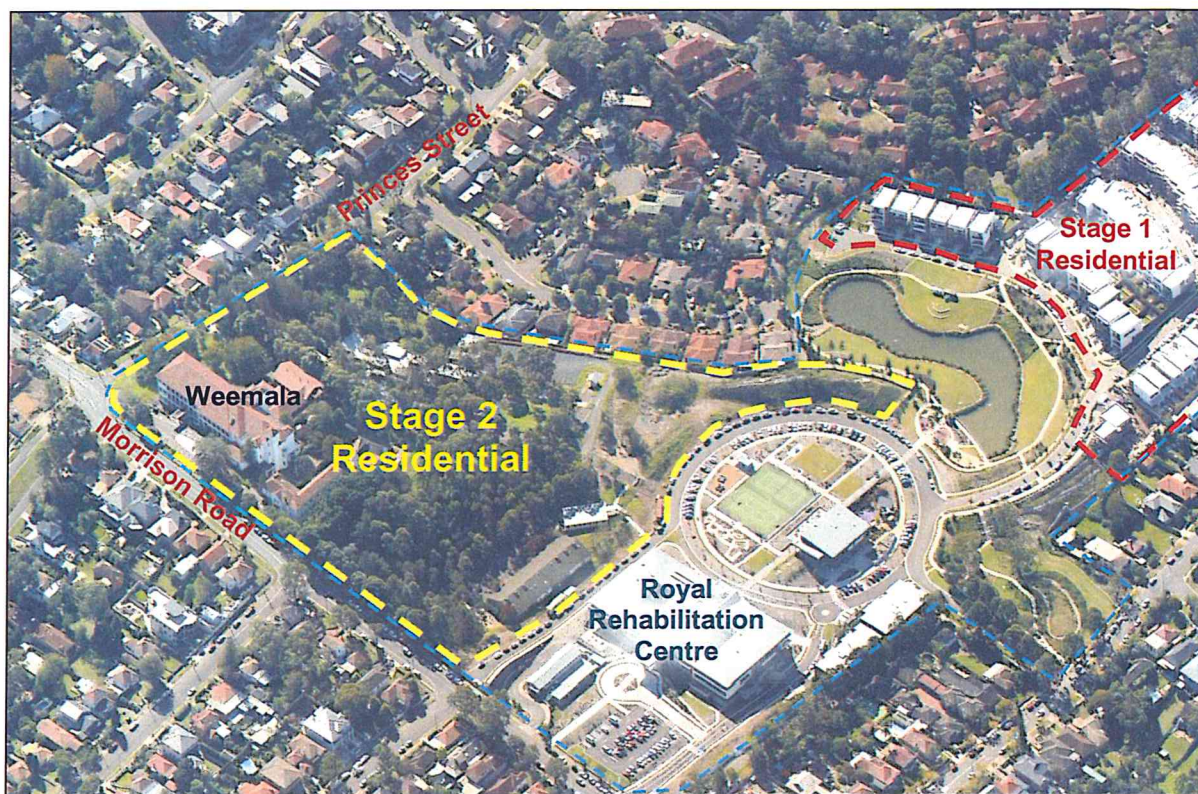 Princes Street
Stage 1
Residential
Weemala
Stage 2
Residential
Morrison Road
Royal
Rehabilitation
Centre